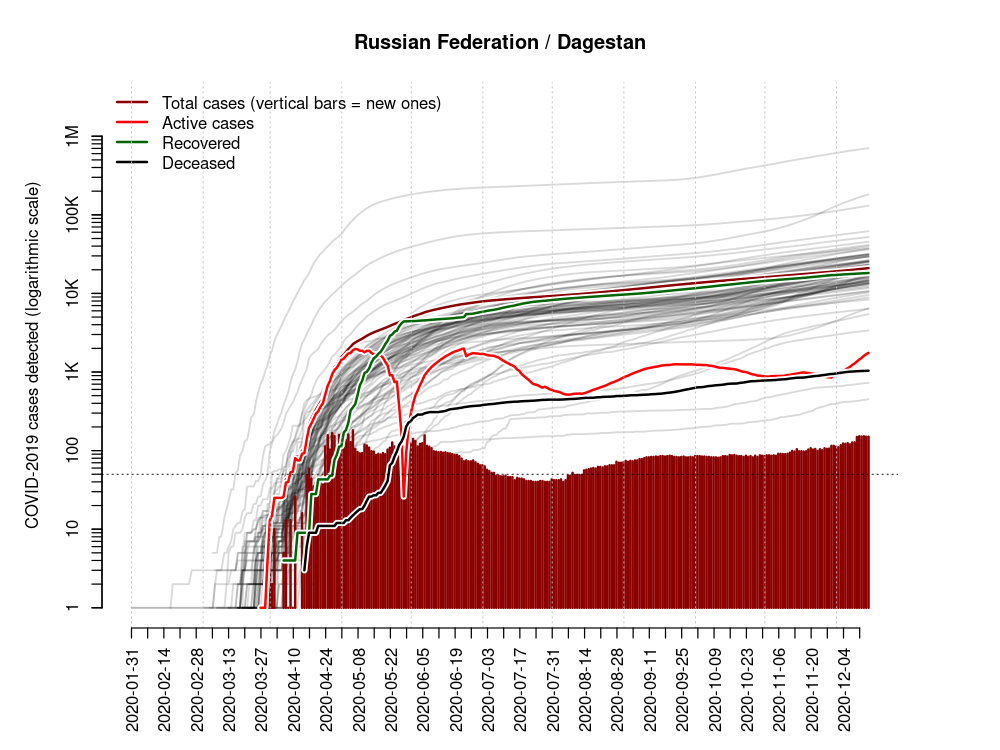 Russian Federation / Dagestan
Total cases (vertical bars = new ones)
Active cases
Recovered
Deceased
COVID-2019 cases detected (logarithmic scale)
1M
100K
10K
1K
100
10
1
2020-01-31
2020-02-14
2020-02-28
2020-03-13
2020-03-27
2020-04-10
2020-04-24
2020-05-08
2020-05-22
2020-06-05
2020-06-19
2020-07-03
2020-07-17
2020-07-31
2020-08-14
2020-08-28
2020-09-11
2020-09-25
2020-10-09
2020-10-23
2020-11-06
2020-11-20
2020-12-04